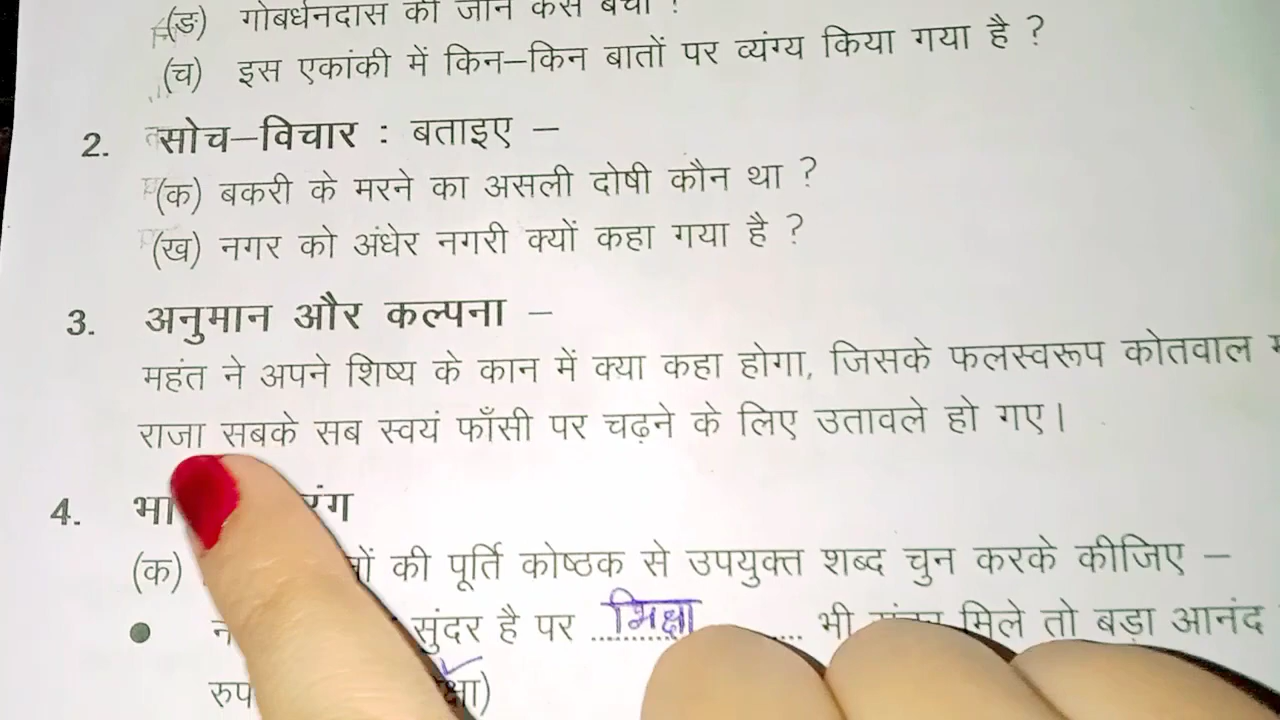 (ङ) गोबर्धनदास की जान कैसे बची ?
(च) इस एकांकी में किन–किन बातों पर व्यंग्य किया गया है ?
2. सोच–विचार : बताइए –
(क) बकरी के मरने का असली दोषी कौन था ?
(ख) नगर को अंधेर नगरी क्यों कहा गया है ?
3. अनुमान और कल्पना –
महंत ने अपने शिष्य के कान में क्या कहा होगा, जिसके फलस्वरूप कोतवाल
राजा सबके सब स्वयं फाँसी पर चढ़ने के लिए उतावले हो गए।
4.
(क) की पूर्ति कोष्ठक से उपयुक्त शब्द चुन करके कीजिए –
● सुंदर है पर भिक्षा भी मिले तो बड़ा आनंद